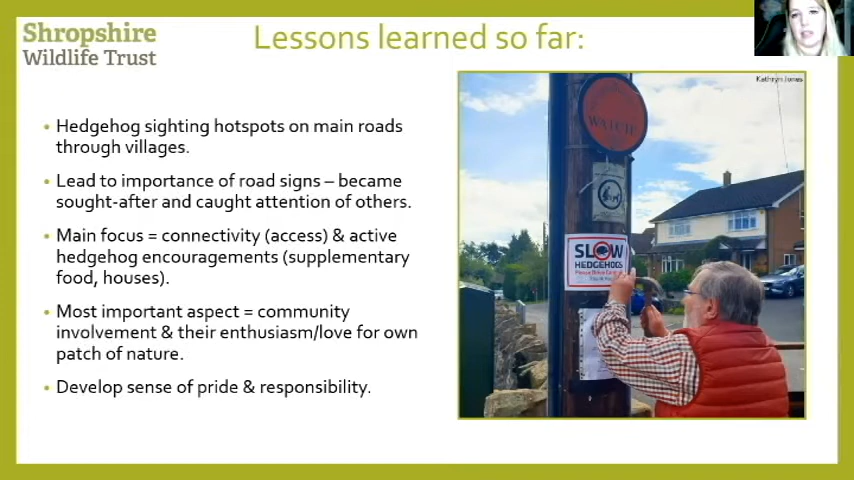 Shropshire
Wildlife Trust
Lessons learned so far:
Kathryn Jones
• Hedgehog sighting hotspots on main roads
through villages.
• Lead to importance of road signs – became
sought-after and caught attention of others.
• Main focus = connectivity (access) & active
hedgehog encouragements (supplementary
food, houses).
• Most important aspect = community
involvement & their enthusiasm/love for own
patch of nature.
• Develop sense of pride & responsibility.
WATCH
SLOW
HEDGEHOGS
Please Drive